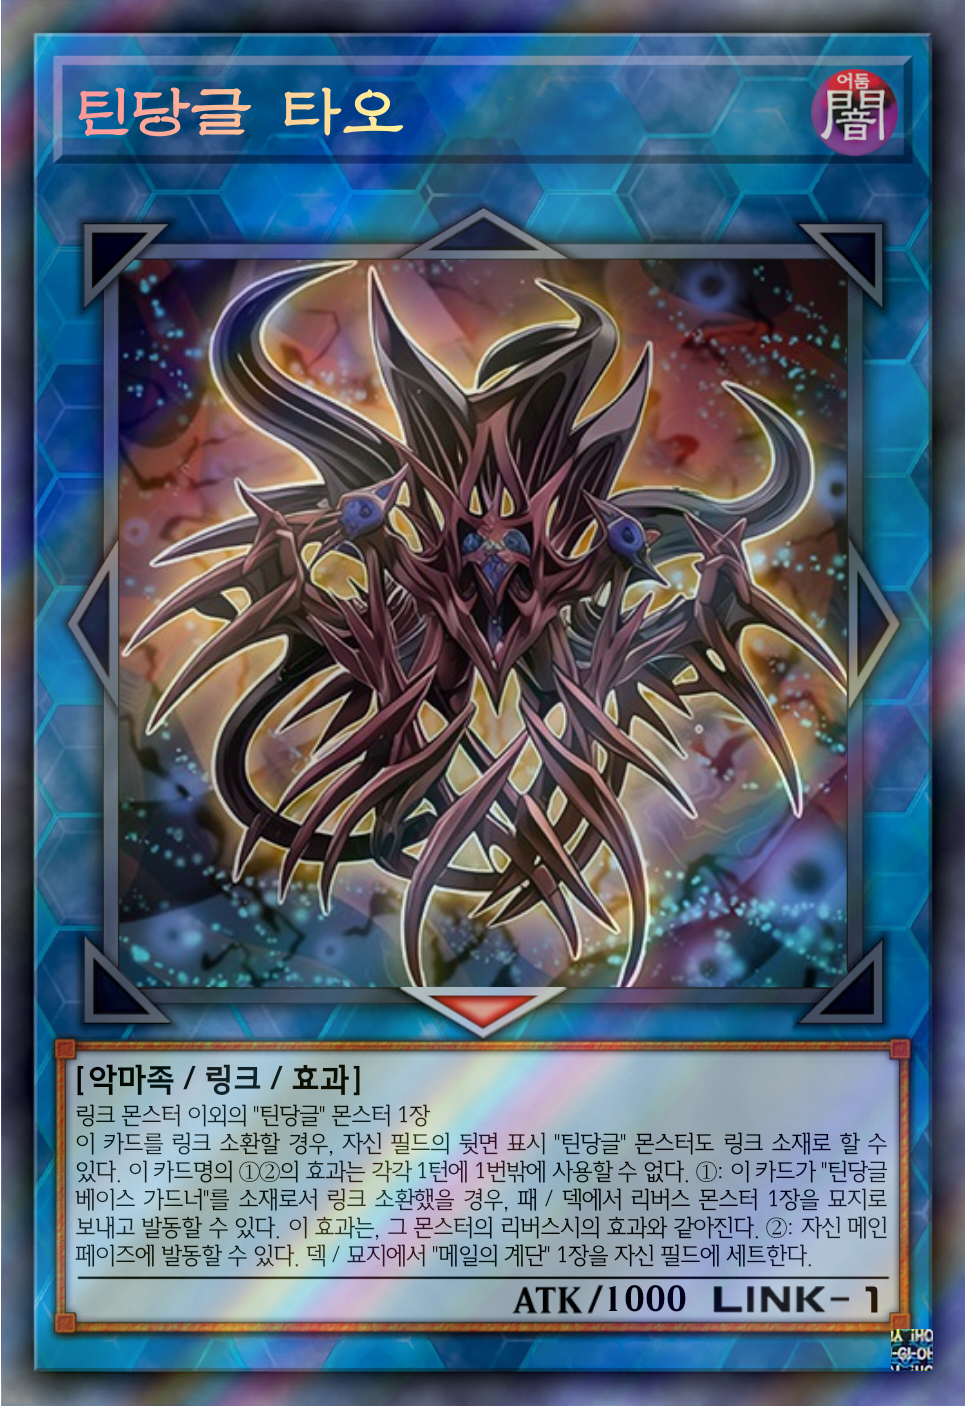 틴당글 타오
어둠
闇
[악마족 / 링크 / 효과]
링크 몬스터 이외의 "틴당글" 몬스터 1장
이 카드를 링크 소환할 경우, 자신 필드의 뒷면 표시 "틴당글" 몬스터도 링크 소재로 할 수
있다. 이 카드명의 ①②의 효과는 각각 1턴에 1번밖에 사용할 수 없다. ①: 이 카드가 "틴당글
베이스 가드너"를 소재로서 링크 소환했을 경우, 패 / 덱에서 리버스 몬스터 1장을 묘지로
보내고 발동할 수 있다. 이 효과는, 그 몬스터의 리버스시의 효과와 같아진다. ②: 자신 메인
페이즈에 발동할 수 있다. 덱 / 묘지에서 "메일의 계단" 1장을 자신 필드에 세트한다.
ATK/1000 LINK-1